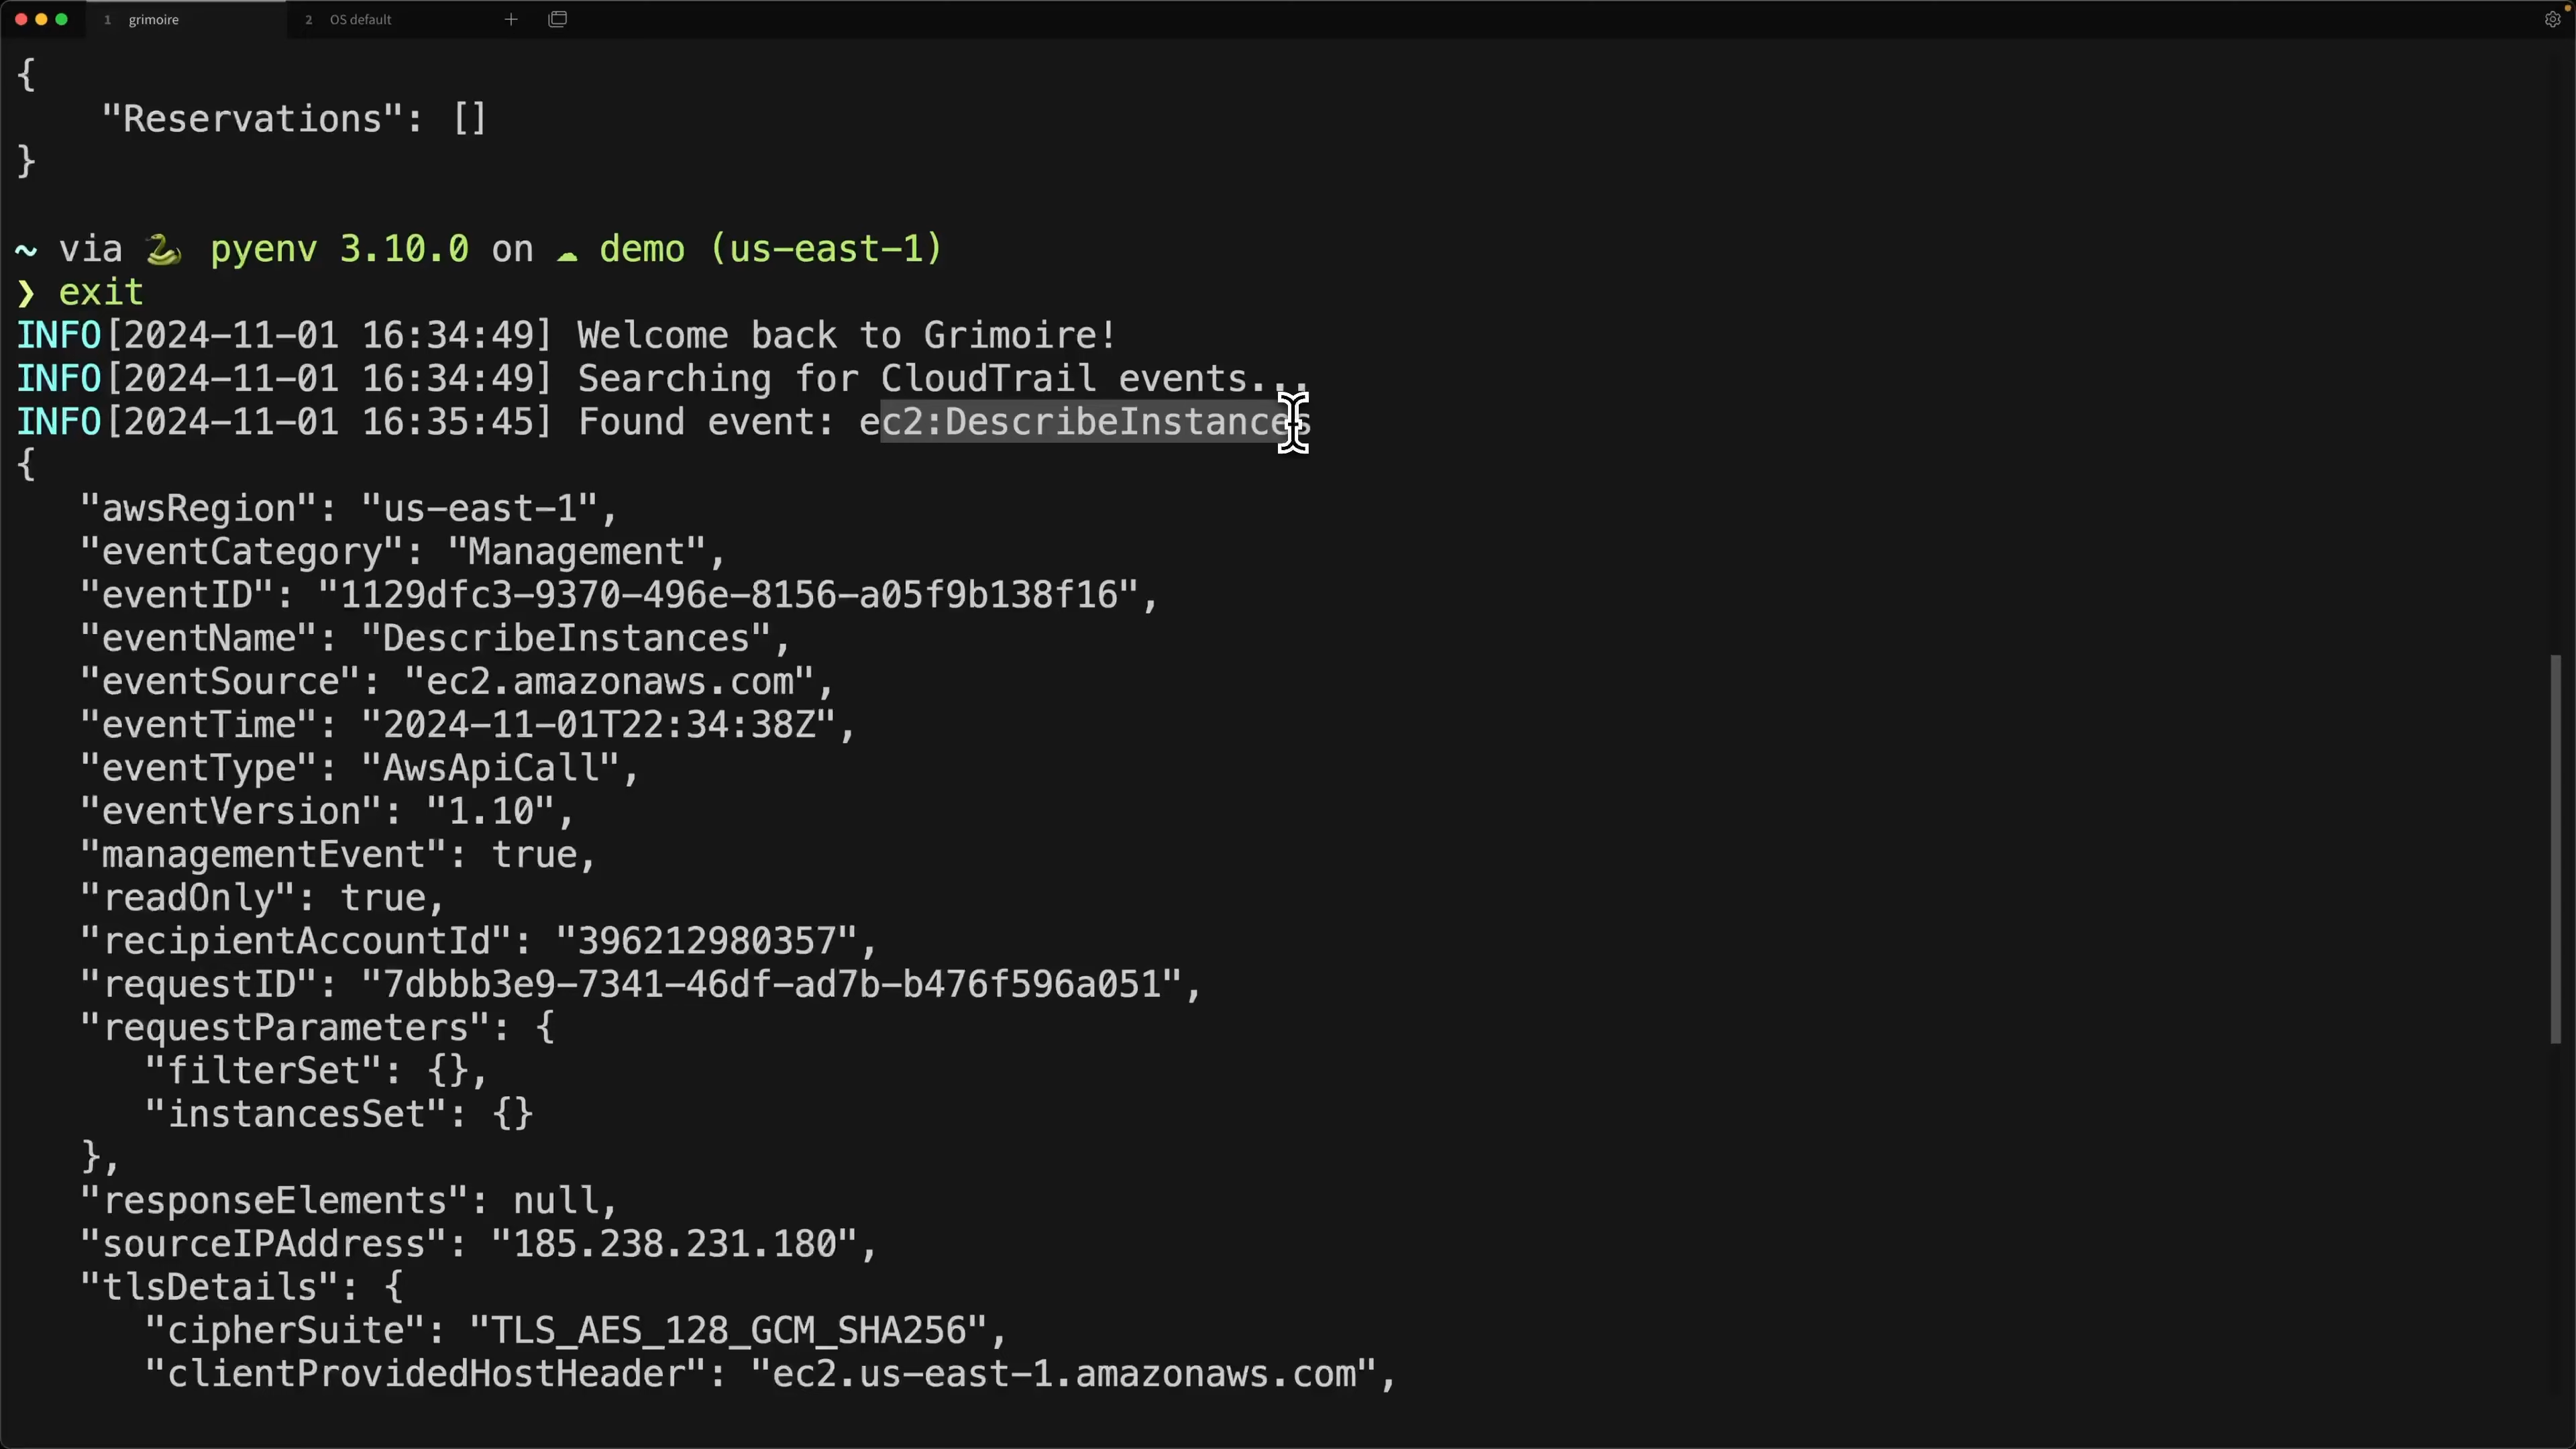 1 grimoire 2 OS default
{
    "Reservations": []
}
~ via 🐍 pyenv 3.10.0 on ☁ demo (us-east-1)
❯ exit
INFO[2024-11-01 16:34:49] Welcome back to Grimoire!
INFO[2024-11-01 16:34:49] Searching for CloudTrail events...
INFO[2024-11-01 16:35:45] Found event: ec2:DescribeInstances
{
   "awsRegion": "us-east-1",
   "eventCategory": "Management",
   "eventID": "1129dfc3-9370-496e-8156-a05f9b138f16",
   "eventName": "DescribeInstances",
   "eventSource": "ec2.amazonaws.com",
   "eventTime": "2024-11-01T22:34:38Z",
   "eventType": "AwsApiCall",
   "eventVersion": "1.10",
   "managementEvent": true,
   "readOnly": true,
   "recipientAccountId": "396212980357",
   "requestID": "7dbbb3e9-7341-46df-ad7b-b476f596a051",
   "requestParameters": {
      "filterSet": {},
      "instancesSet": {}
   },
   "responseElements": null,
   "sourceIPAddress": "185.238.231.180",
   "tlsDetails": {
      "cipherSuite": "TLS_AES_128_GCM_SHA256",
      "clientProvidedHostHeader": "ec2.us-east-1.amazonaws.com",